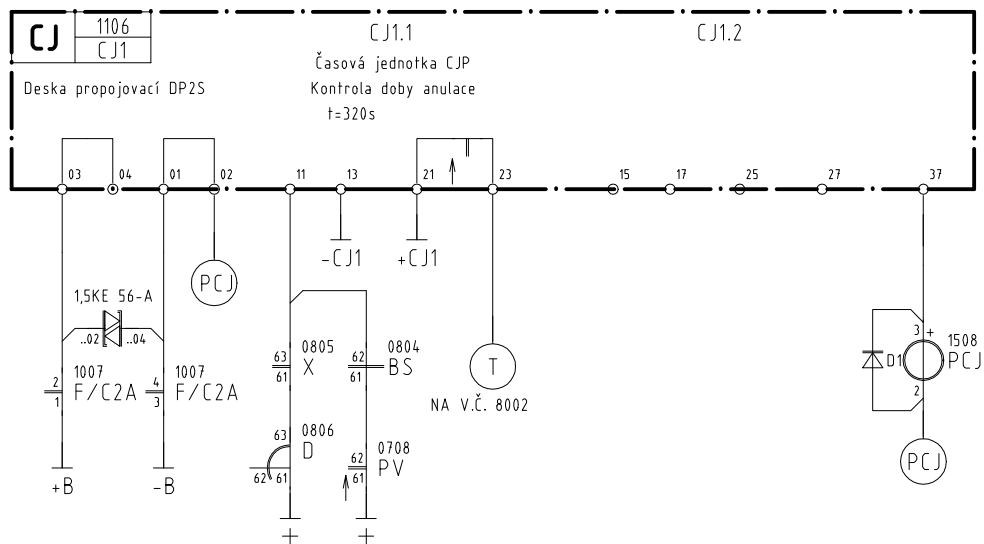 CJ
1106
CJ1
CJ1.1
CJ1.2
Časová jednotka CJP
Kontrola doby anulace
t=320s
Deska propojovací DP2S
03
04
01
02
11
13
21
23
15
17
25
27
37
-CJ1
+CJ1
PCJ
1,5KE 56-A
..02
..04
2
1
1007
F/C2A
4
3
1007
F/C2A
+B
-B
63
61
0805
X
62
61
0804
BS
63
0806
D
62
61
62
61
0708
PV
+
+
T
NA V.Č. 8002
3
+
1508
PCJ
D1
2
PCJ